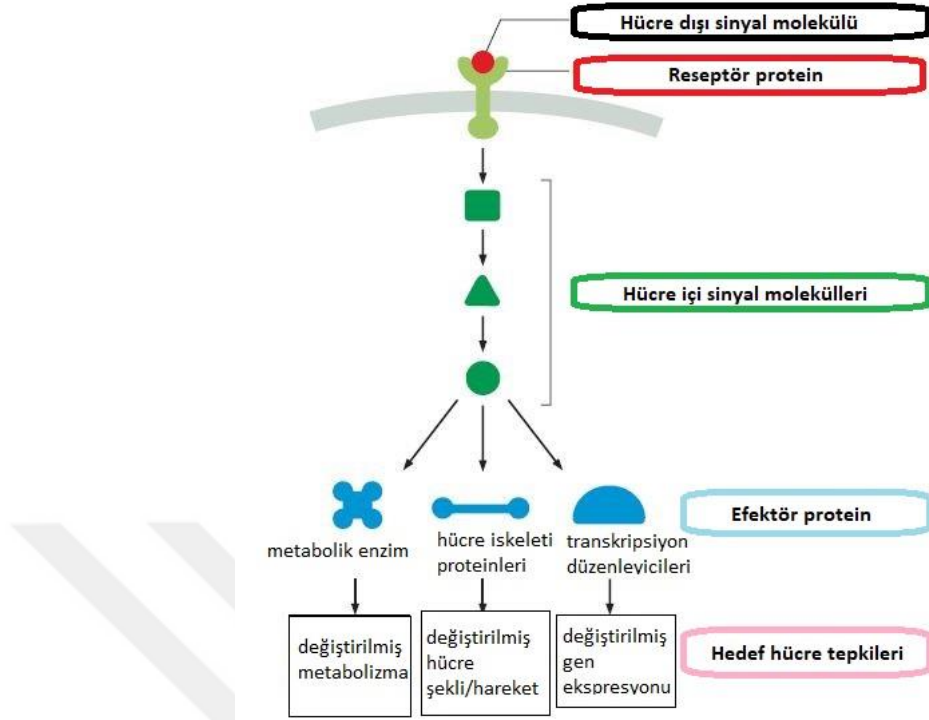 Hücre dışı sinyal molekülü
Reseptör protein
Hücre içi sinyal molekülleri
Efektör protein
metabolik enzim
hücre iskeleti
proteinleri
transkripsiyon
düzenleyicileri
değiştirilmiş
metabolizma
değiştirilmiş
hücre
şekli/hareket
değiştirilmiş
gen
ekspresyonu
Hedef hücre tepkileri